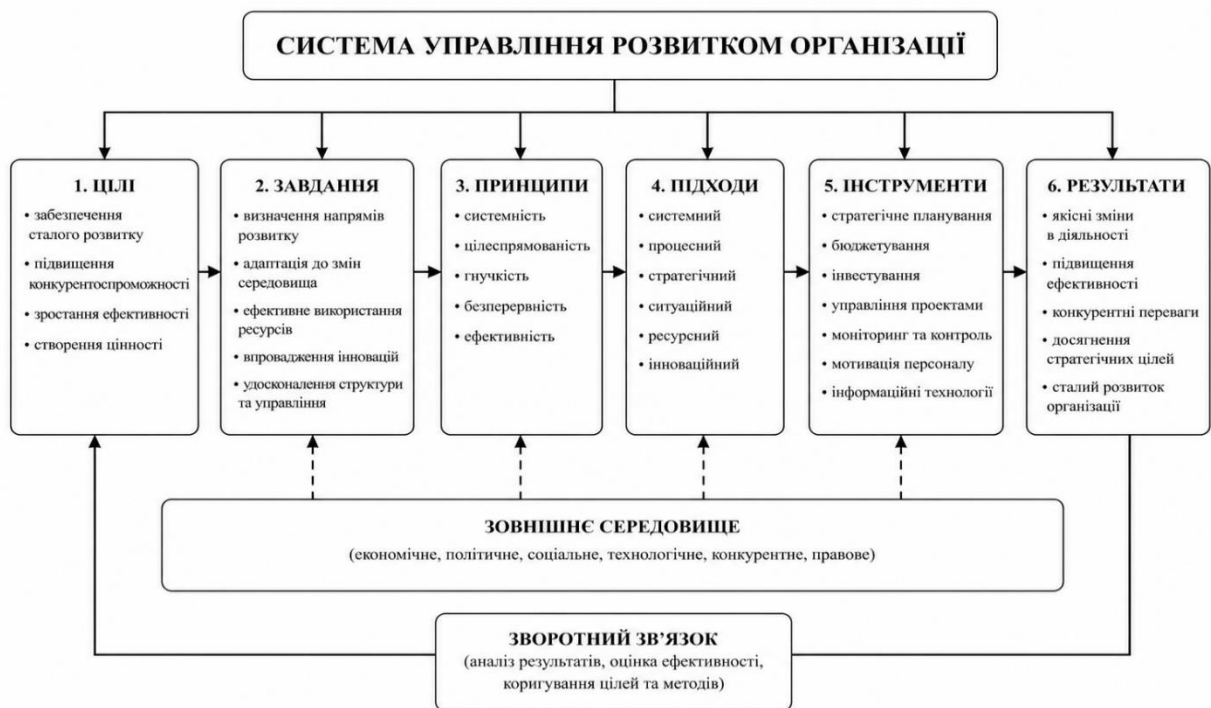 СИСТЕМА УПРАВЛІННЯ РОЗВИТКОМ ОРГАНІЗАЦІЇ
1. ЦІЛІ
• забезпечення
сталого розвитку
• підвищення
конкурентоспроможності
• зростання ефективності
• створення цінності
2. ЗАВДАННЯ
• визначення напрямів
розвитку
• адаптація до змін
середовища
• ефективне використання
ресурсів
• впровадження інновацій
• удосконалення структури
та управління
3. ПРИНЦИПИ
• системність
• цілеспрямованість
• гнучкість
• безперервність
• ефективність
4. ПІДХОДИ
• системний
• процесний
• стратегічний
• ситуаційний
• ресурсний
• інноваційний
5. ІНСТРУМЕНТИ
• стратегічне планування
• бюджетування
• інвестування
• управління проектами
• моніторинг та контроль
• мотивація персоналу
• інформаційні технології
6. РЕЗУЛЬТАТИ
• якісні зміни
в діяльності
• підвищення
ефективності
• конкурентні переваги
• досягнення
стратегічних цілей
• сталий розвиток
організації
ЗОВНІШНЄ СЕРЕДОВИЩЕ
(економічне, політичне, соціальне, технологічне, конкурентне, правове)
ЗВОРОТНИЙ ЗВ’ЯЗОК
(аналіз результатів, оцінка ефективності,
коригування цілей та методів)